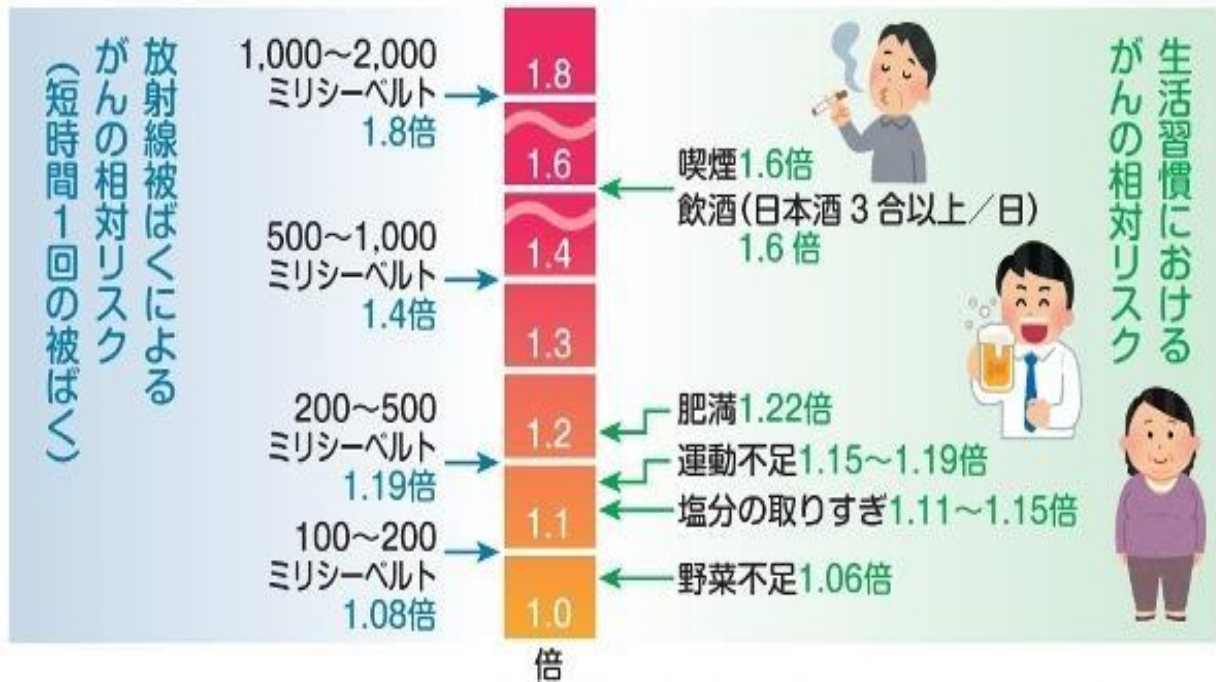 放射線被ばくによる
がんの相対リスク
(短時間1回の被ばく)
1,000〜2,000
ミリシーベルト
1.8倍
500〜1,000
ミリシーベルト
1.4倍
200〜500
ミリシーベルト
1.19倍
100〜200
ミリシーベルト
1.08倍
1.8
1.6
1.4
1.3
1.2
1.1
1.0
倍
喫煙1.6倍
飲酒(日本酒3合以上/日)
1.6倍
肥満1.22倍
運動不足1.15〜1.19倍
塩分の取りすぎ1.11〜1.15倍
野菜不足1.06倍
生活習慣における
がんの相対リスク